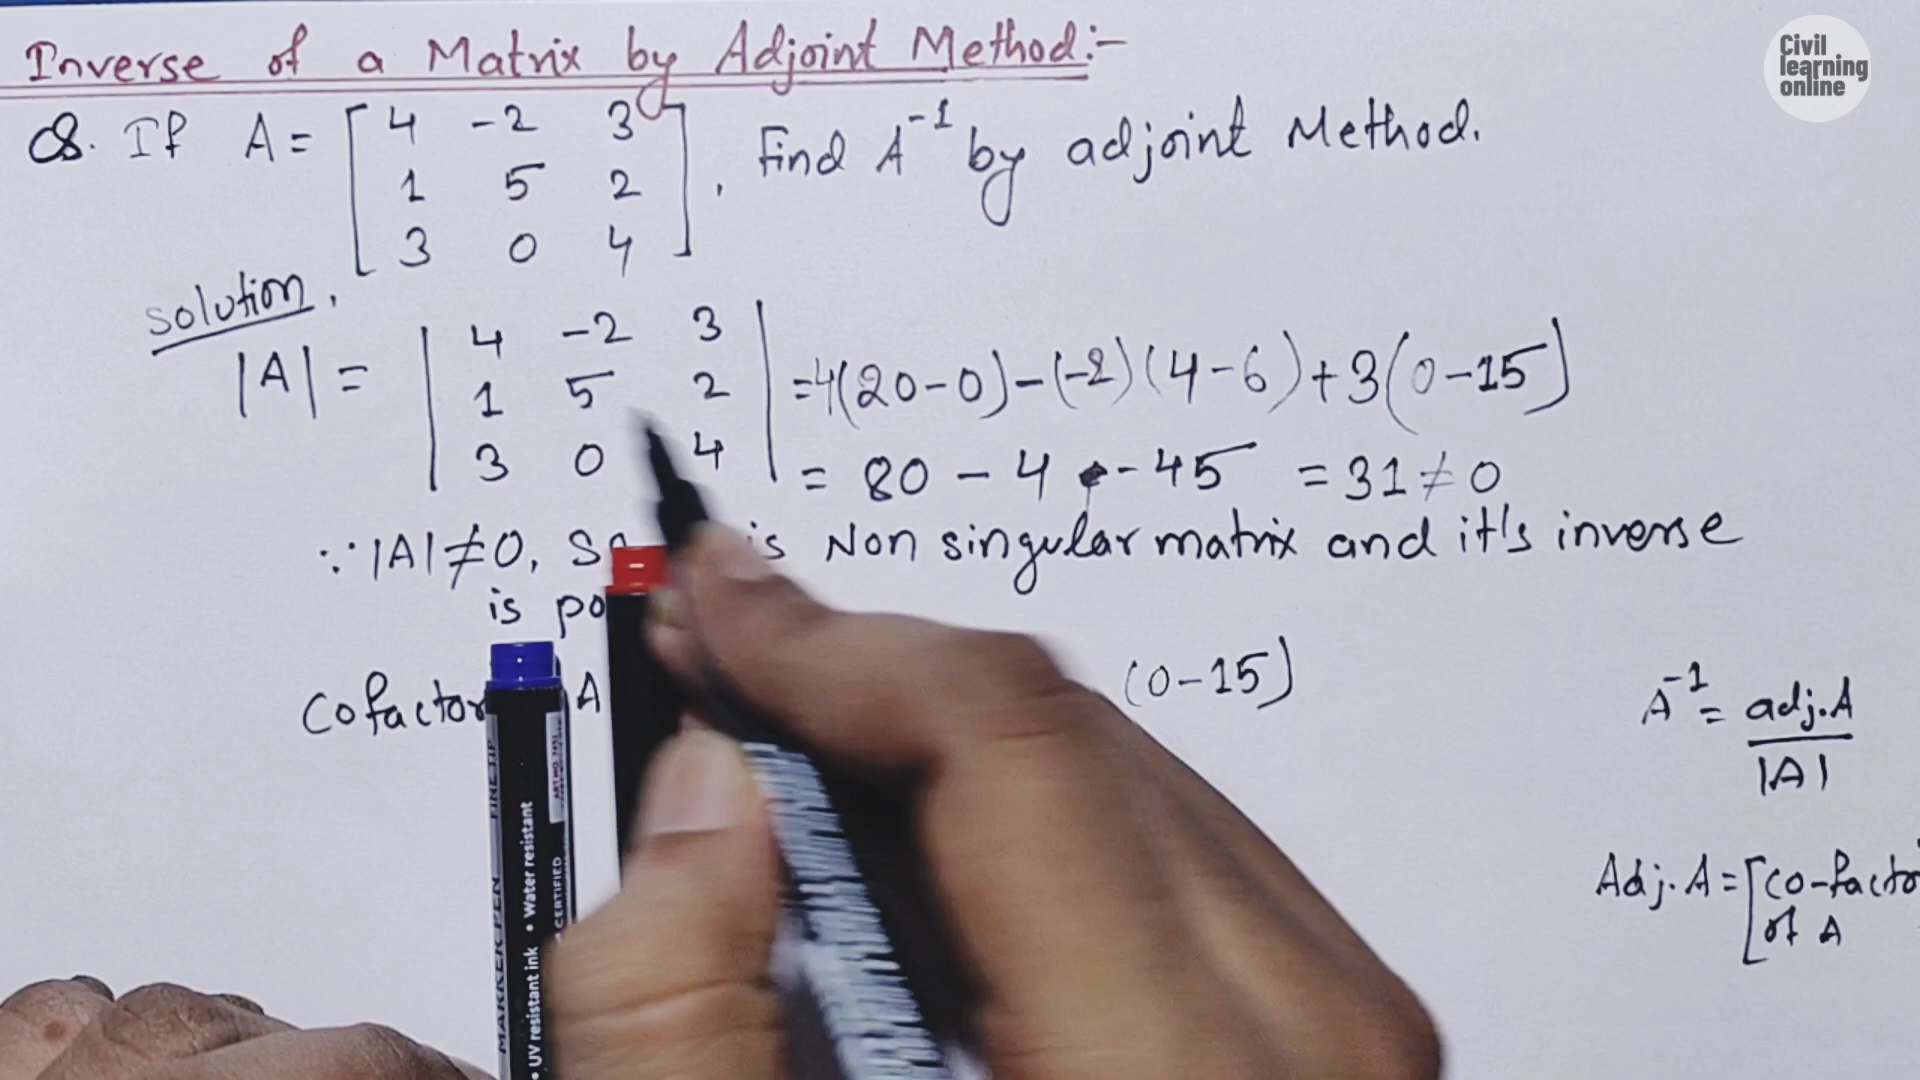 Inverse of a Matrix by Adjoint Method:-
Civil
learning
online
Q. If A = [ 4 -2 3
1 5 2
3 0 4 ] , Find A⁻¹ by adjoint Method.
Solution,
|A| = | 4 -2 3
1 5 2
3 0 4 | =4(20-0)-(-2)(4-6)+3(0-15)
= 80 - 4 - 45 = 31 ≠ 0
∵ |A| ≠ 0, is Non singular matrix and it's inverse
is
Cofactor A (0-15)
A⁻¹ = adj.A
|A|
Adj. A = [co-facto
of A
MARKER PEN FINE TIP
• UV resistant ink • Water resistant
CERTIFIED